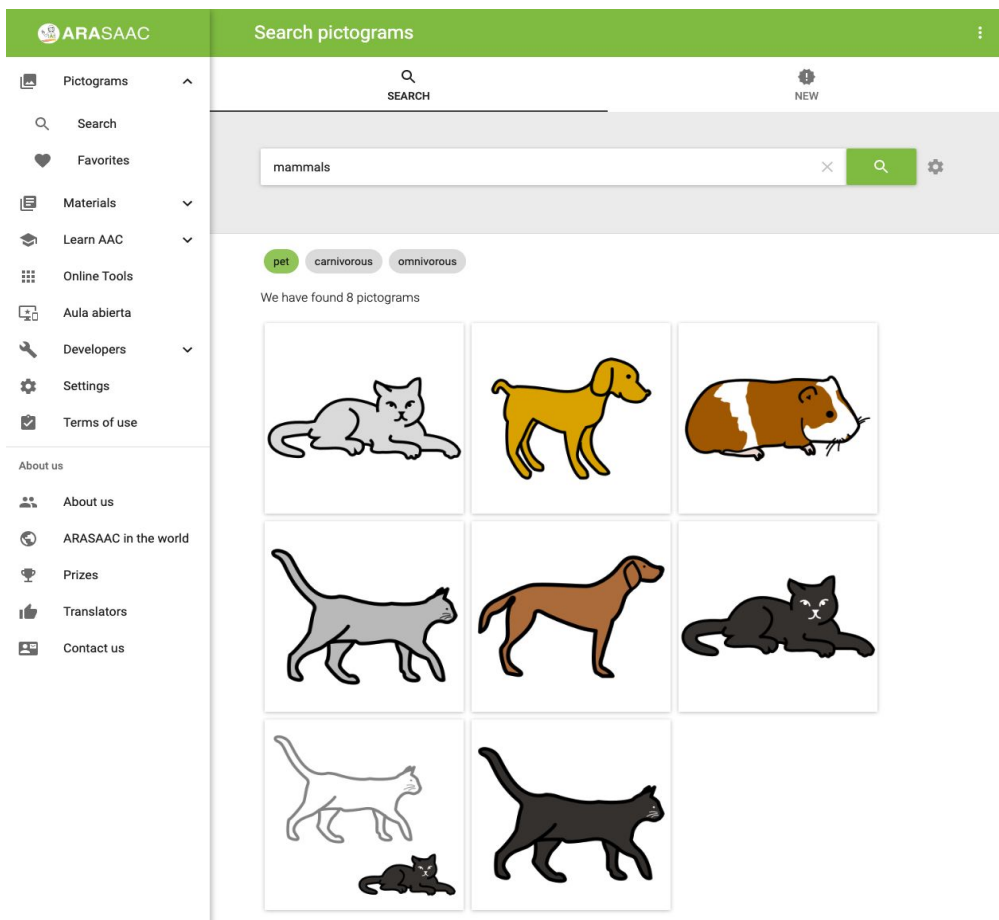 ARASAAC
Search pictograms
Pictograms
Search
Favorites
Materials
Learn AAC
Online Tools
Aula abierta
Developers
Settings
Terms of use
About us
About us
ARASAAC in the world
Prizes
Translators
Contact us
SEARCH
NEW
mammals
pet carnivorous omnivorous
We have found 8 pictograms